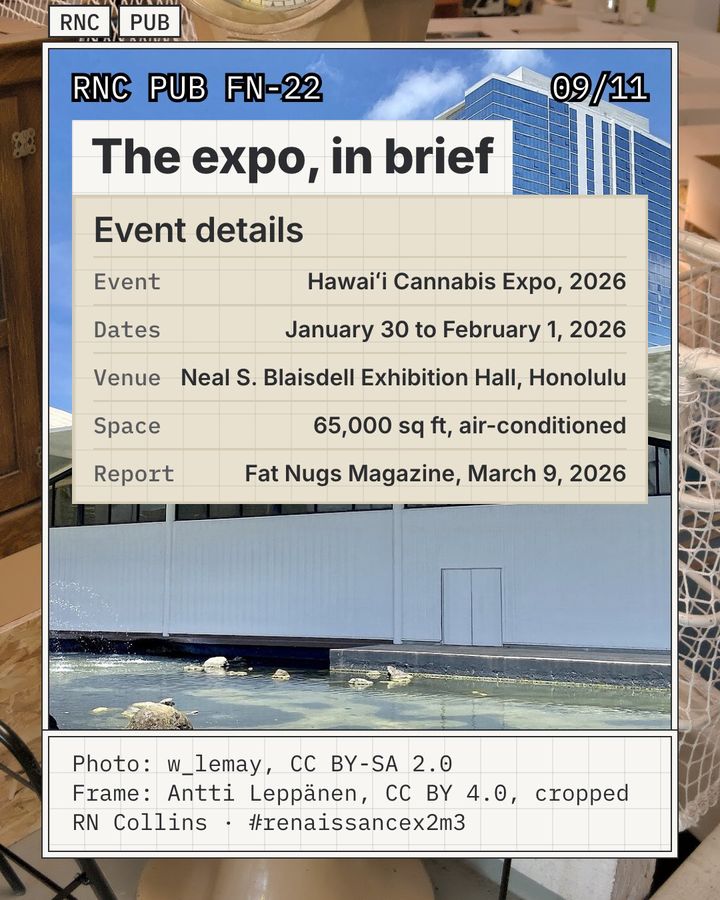 RNC PUB
RNC PUB FN-22 09/11
The expo, in brief
Event details
Event Hawaiʻi Cannabis Expo, 2026
Dates January 30 to February 1, 2026
Venue Neal S. Blaisdell Exhibition Hall, Honolulu
Space 65,000 sq ft, air-conditioned
Report Fat Nugs Magazine, March 9, 2026
Photo: w_lemay, CC BY-SA 2.0
Frame: Antti Leppänen, CC BY 4.0, cropped
RN Collins · #renaissancex2m3